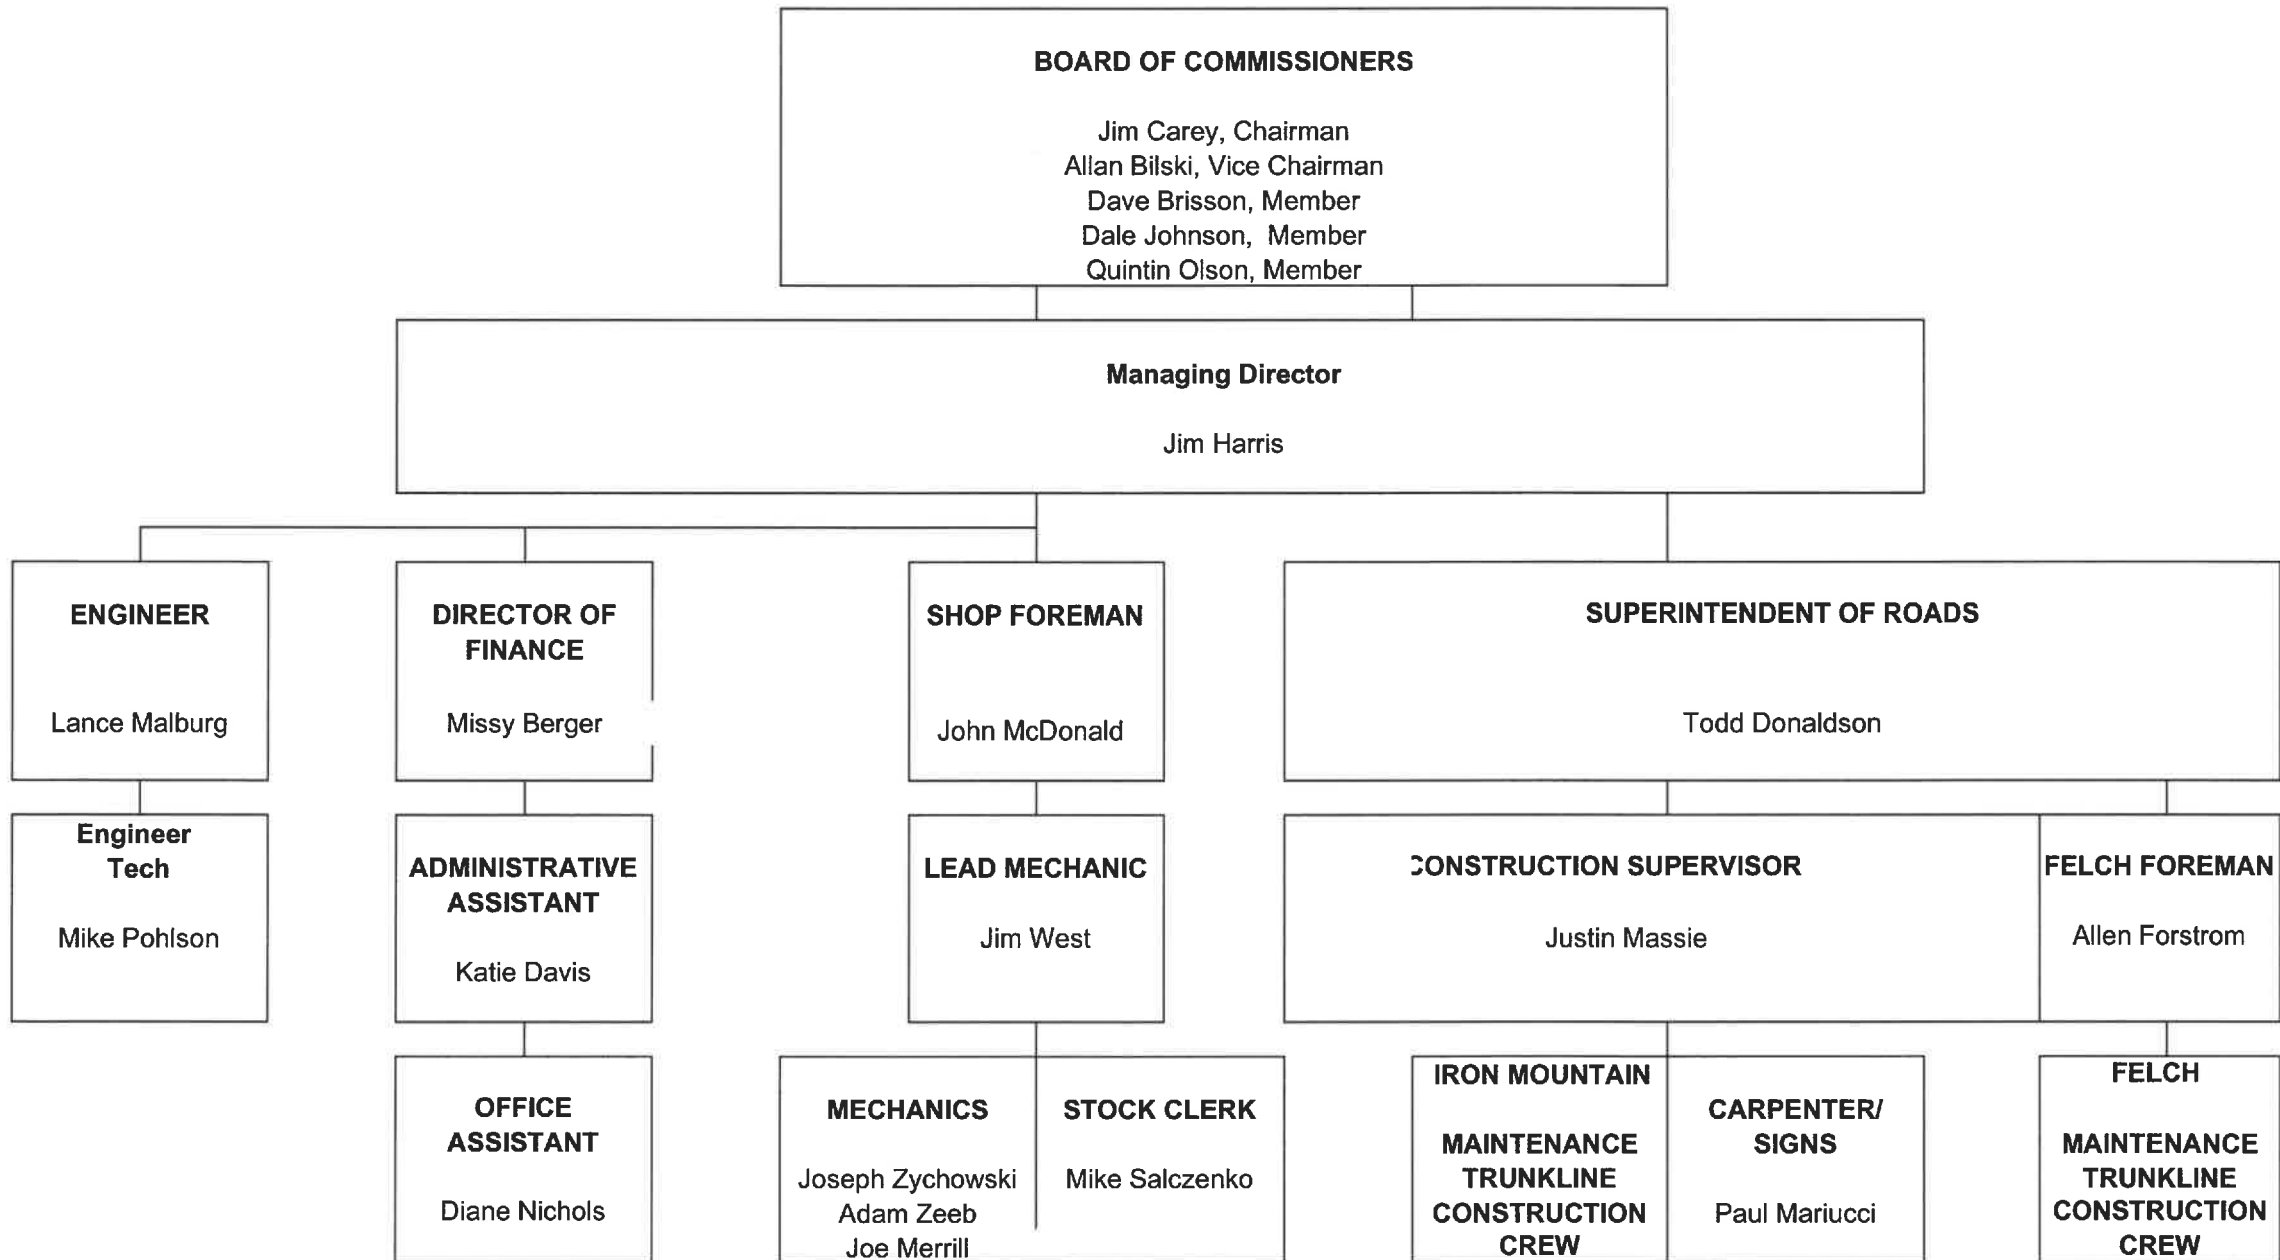 BOARD OF COMMISSIONERS
Jim Carey, Chairman
Allan Bilski, Vice Chairman
Dave Brisson, Member
Dale Johnson, Member
Quintin Olson, Member
Managing Director
Jim Harris
ENGINEER
Lance Malburg
DIRECTOR OF
FINANCE
Missy Berger
SHOP FOREMAN
John McDonald
SUPERINTENDENT OF ROADS
Todd Donaldson
Engineer
Tech
Mike Pohlson
ADMINISTRATIVE
ASSISTANT
Katie Davis
LEAD MECHANIC
Jim West
CONSTRUCTION SUPERVISOR
Justin Massie
FELCH FOREMAN
Allen Forstrom
OFFICE
ASSISTANT
Diane Nichols
MECHANICS
Joseph Zychowski
Adam Zeeb
Joe Merrill
STOCK CLERK
Mike Salczenko
IRON MOUNTAIN
MAINTENANCE
TRUNKLINE
CONSTRUCTION
CREW
CARPENTER/
SIGNS
Paul Mariucci
FELCH
MAINTENANCE
TRUNKLINE
CONSTRUCTION
CREW